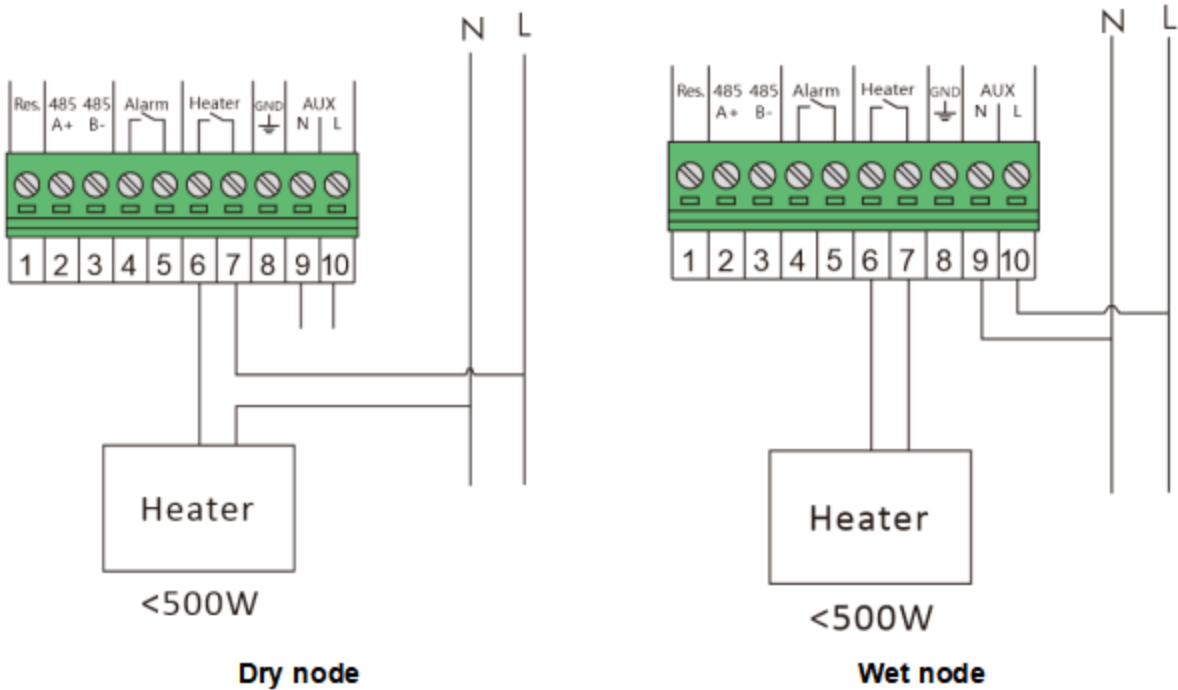 N L
Res. 485 485 Alarm Heater GND AUX
A+ B- N L
1 2 3 4 5 6 7 8 9 10
Heater
<500W
Dry node
N L
Res. 485 485 Alarm Heater GND AUX
A+ B- N L
1 2 3 4 5 6 7 8 9 10
Heater
<500W
Wet node